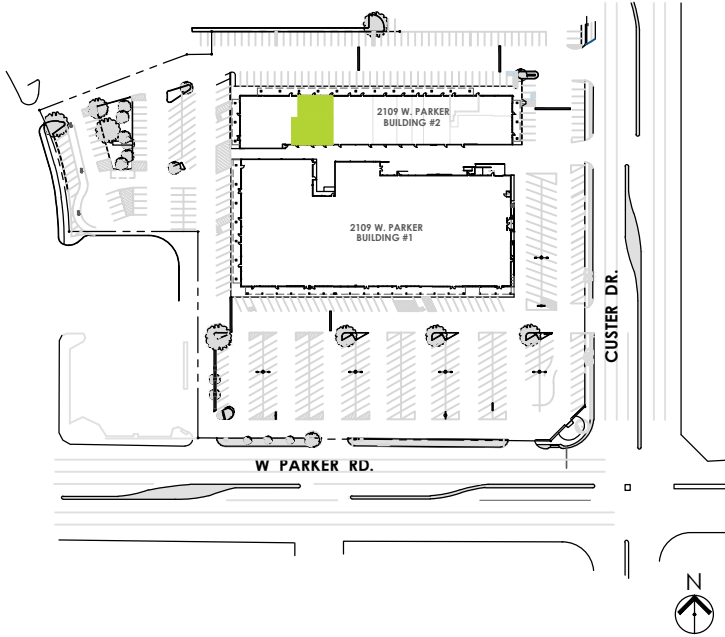 2109 W. PARKER
BUILDING #2
2109 W. PARKER
BUILDING #1
CUSTER DR.
W PARKER RD.
N